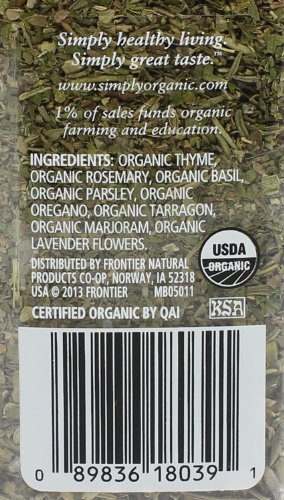 Simply healthy living.
Simply great taste.™
www.simplyorganic.com
1% of sales funds organic
farming and education.
INGREDIENTS: ORGANIC THYME,
ORGANIC ROSEMARY, ORGANIC BASIL,
ORGANIC PARSLEY, ORGANIC
OREGANO, ORGANIC TARRAGON,
ORGANIC MARJORAM, ORGANIC
LAVENDER FLOWERS.
USDA
ORGANIC
DISTRIBUTED BY FRONTIER NATURAL
PRODUCTS CO-OP, NORWAY, IA 52318
USA © 2013 FRONTIER MB05011
CERTIFIED ORGANIC BY QAI
KSA
0 89836 18039 1